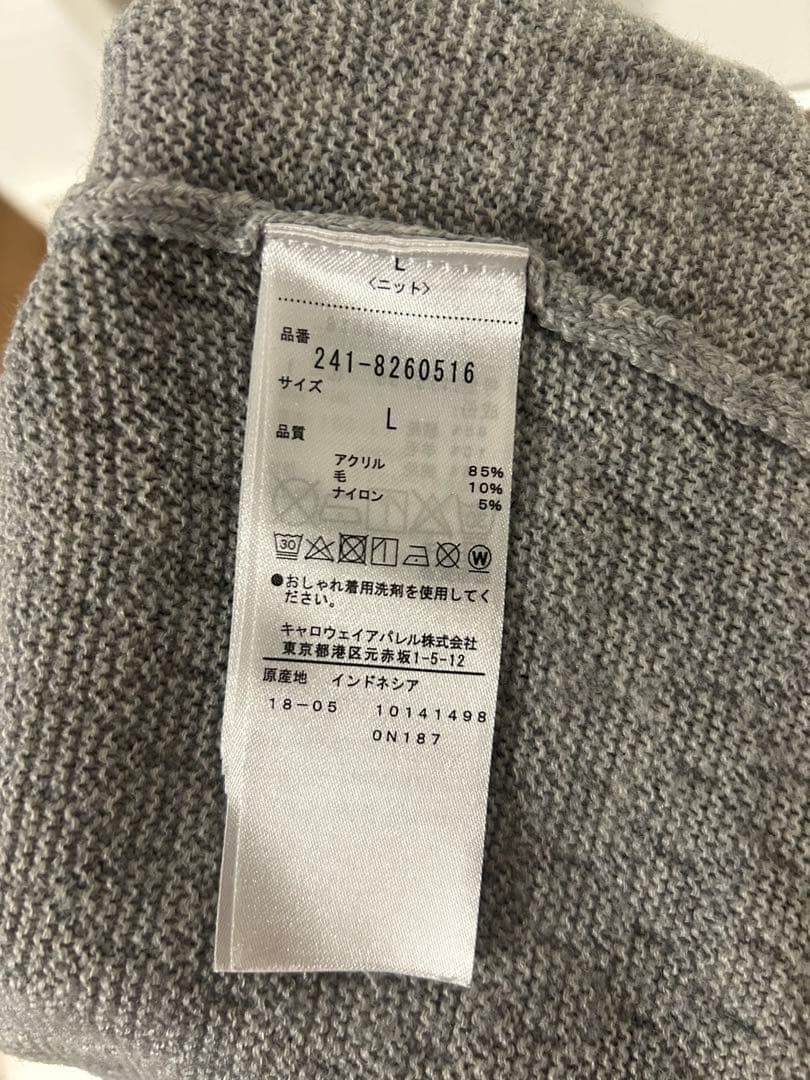 L
〈ニット〉
品番
241-8260516
サイズ
L
品質
アクリル 85%
毛 10%
ナイロン 5%
30 W
●おしゃれ着用洗剤を使用してく
ださい。
キャロウェイアパレル株式会社
東京都港区元赤坂1-5-12
原産地 インドネシア
18-05 10141498
0N187